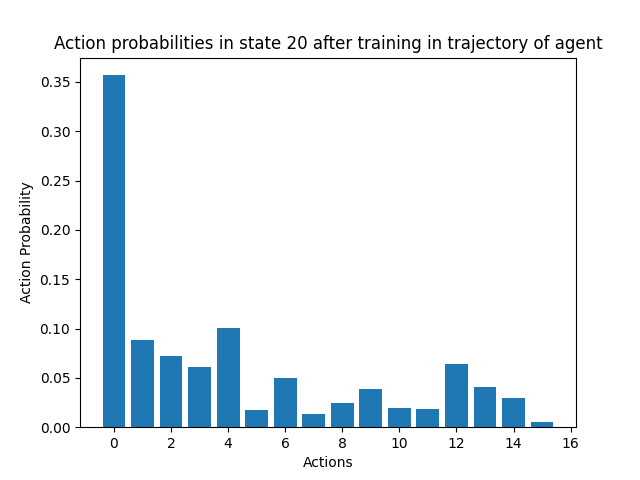 Action probabilities in state 20 after training in trajectory of agent
0.35
0.30
0.25
0.20
0.15
0.10
0.05
0.00
Action Probability
0 2 4 6 8 10 12 14 16
Actions